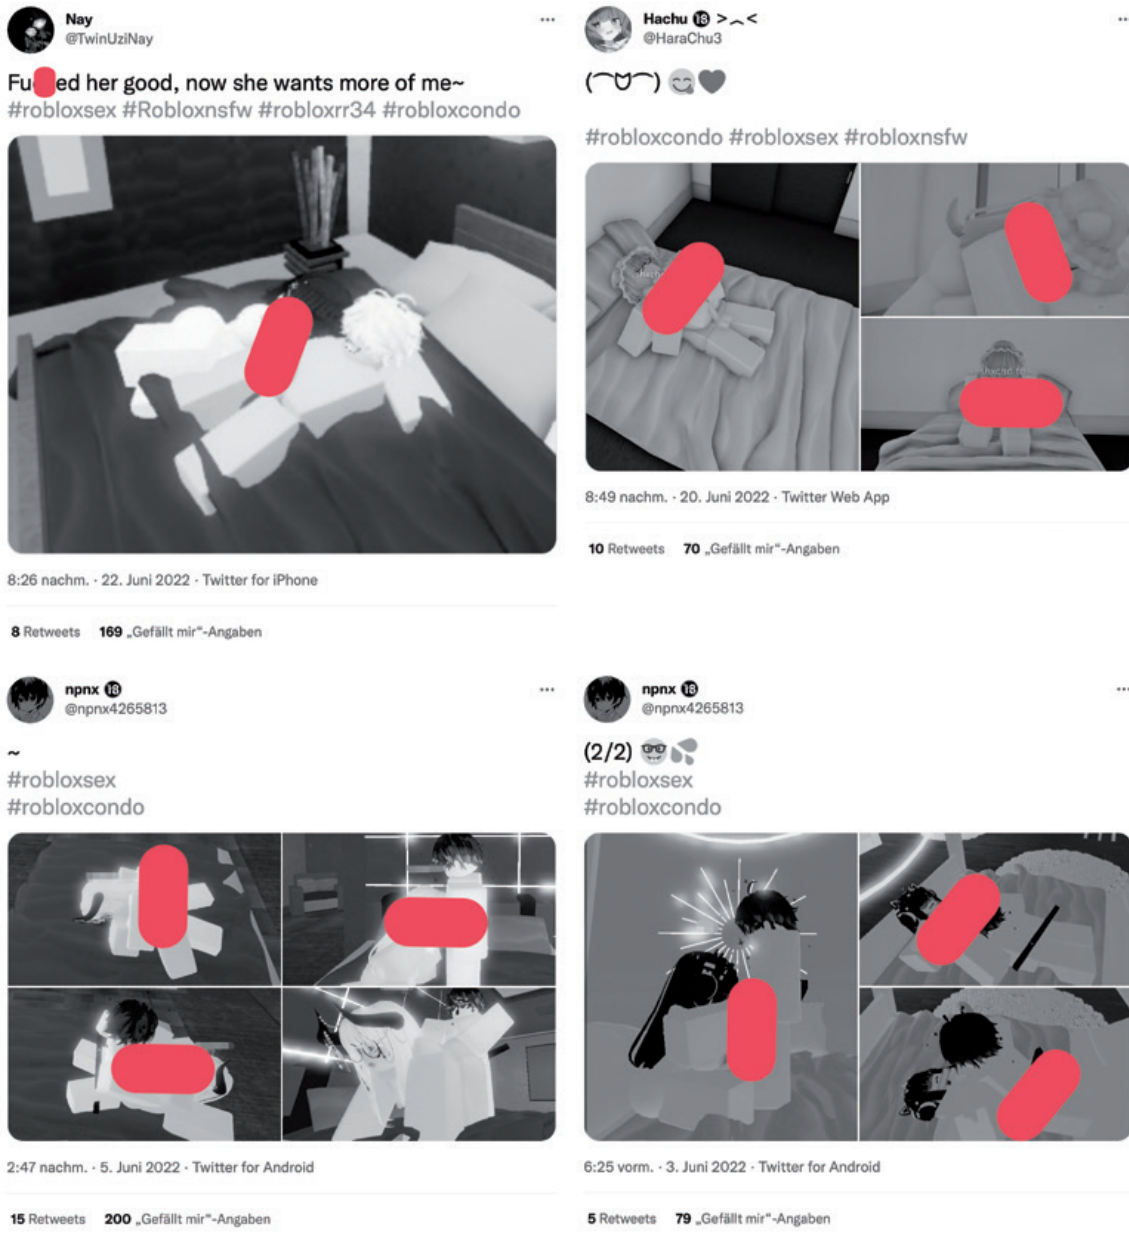 Nay
@TwinUziNay
Fu ed her good, now she wants more of me~
#robloxsex #Robloxnsfw #robloxrr34 #robloxcondo
8:26 nachm. · 22. Juni 2022 · Twitter for iPhone
8 Retweets 169 „Gefällt mir“-Angaben
Hachu 🔞 >︿<
@HaraChu3
(⌒▽⌒) 😋❤
#robloxcondo #robloxsex #robloxnsfw
8:49 nachm. · 20. Juni 2022 · Twitter Web App
10 Retweets 70 „Gefällt mir“-Angaben
npnx 🔞
@npnx4265813
~
#robloxsex
#robloxcondo
2:47 nachm. · 5. Juni 2022 · Twitter for Android
15 Retweets 200 „Gefällt mir“-Angaben
npnx 🔞
@npnx4265813
(2/2) 🤓💦
#robloxsex
#robloxcondo
6:25 vorm. · 3. Juni 2022 · Twitter for Android
5 Retweets 79 „Gefällt mir“-Angaben